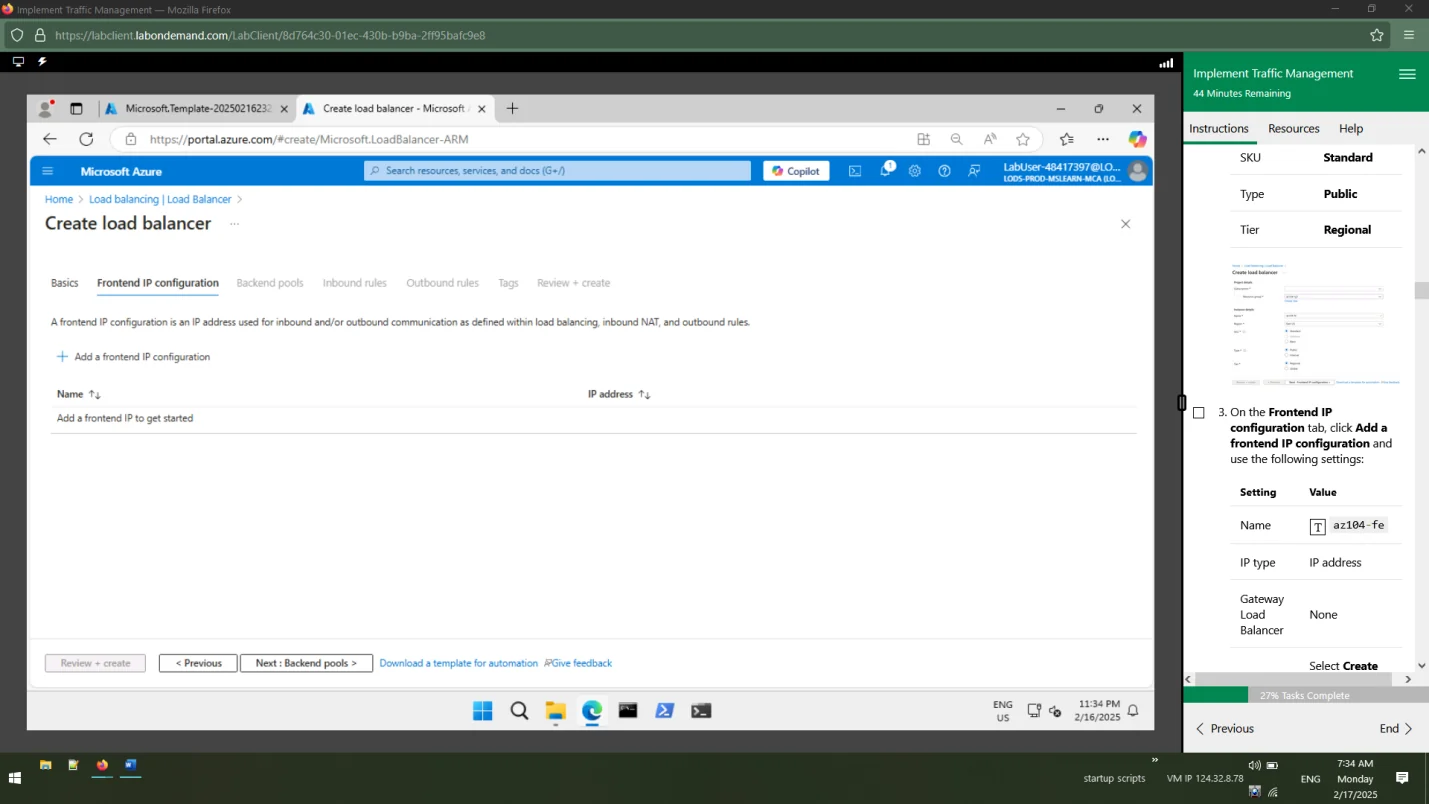 Implement Traffic Management — Mozilla Firefox
https://labclient.labondemand.com/LabClient/8d764c30-01ec-430b-b9ba-2ff95bafc9e8
Microsoft.Template-20250216232
Create load balancer - Microsoft A
https://portal.azure.com/#create/Microsoft.LoadBalancer-ARM
Microsoft Azure
Search resources, services, and docs (G+/)
Copilot
1
LabUser-48417397@LO...
LODS-PROD-MSLEARN-MCA (LO...
Home > Load balancing | Load Balancer >
Create load balancer ...
Basics
Frontend IP configuration
Backend pools
Inbound rules
Outbound rules
Tags
Review + create
A frontend IP configuration is an IP address used for inbound and/or outbound communication as defined within load balancing, inbound NAT, and outbound rules.
+ Add a frontend IP configuration
Name ↑↓
IP address ↑↓
Add a frontend IP to get started
Review + create
< Previous
Next : Backend pools >
Download a template for automation
Give feedback
ENG
US
11:34 PM
2/16/2025
Implement Traffic Management
44 Minutes Remaining
Instructions
Resources
Help
SKU Standard
Type Public
Tier Regional
Create load balancer
3. On the Frontend IP
configuration tab, click Add a
frontend IP configuration and
use the following settings:
Setting Value
Name T az104-fe
IP type IP address
Gateway
Load
Balancer
None
Select Create
27% Tasks Complete
< Previous
End >
startup scripts
»
VM IP 124.32.8.78
ENG
7:34 AM
Monday
2/17/2025